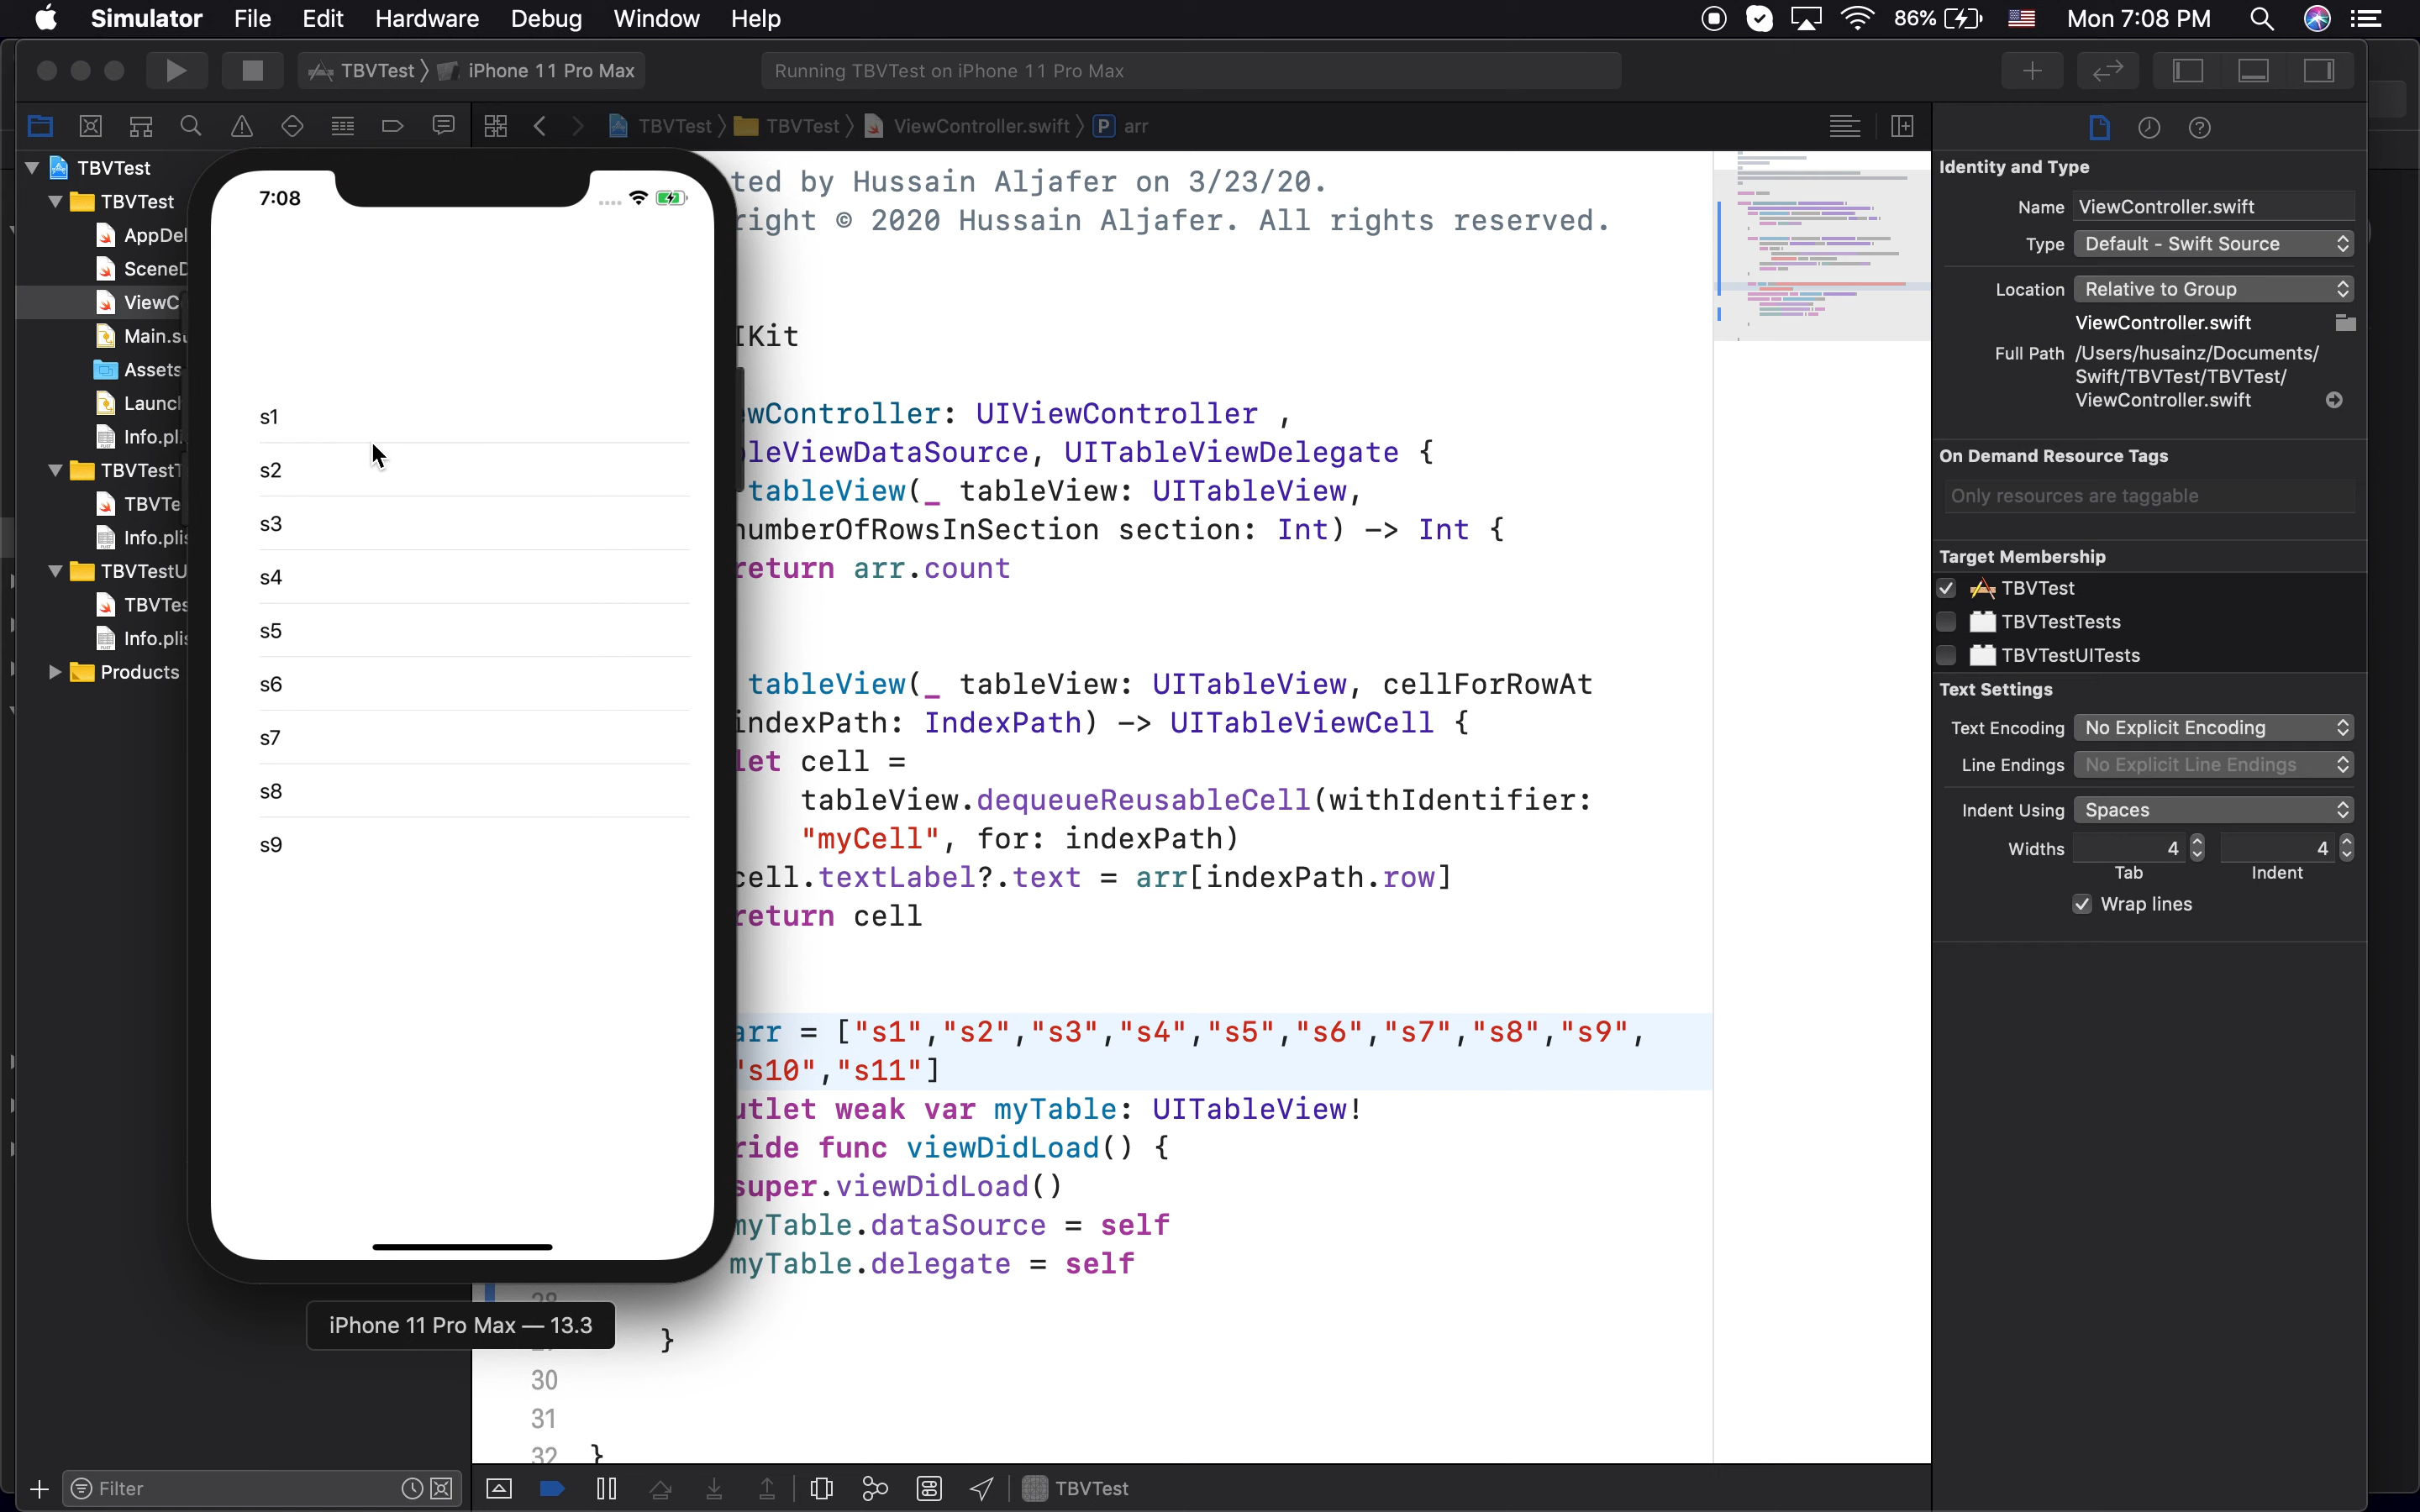 Simulator File Edit Hardware Debug Window Help 86% Mon 7:08 PM
TBVTest iPhone 11 Pro Max Running TBVTest on iPhone 11 Pro Max
TBVTest TBVTest ViewController.swift P arr
TBVTest
TBVTest
AppDel
SceneD
ViewC
Main.s
Assets
Launch
Info.pli
TBVTestT
TBVTe
Info.plis
TBVTestU
TBVTes
Info.plis
Products
Filter
7:08
s1
s2
s3
s4
s5
s6
s7
s8
s9
iPhone 11 Pro Max — 13.3
ted by Hussain Aljafer on 3/23/20.
right © 2020 Hussain Aljafer. All rights reserved.
IKit
ewController: UIViewController ,
bleViewDataSource, UITableViewDelegate {
tableView(_ tableView: UITableView,
numberOfRowsInSection section: Int) -> Int {
return arr.count
tableView(_ tableView: UITableView, cellForRowAt
indexPath: IndexPath) -> UITableViewCell {
let cell =
tableView.dequeueReusableCell(withIdentifier:
"myCell", for: indexPath)
cell.textLabel?.text = arr[indexPath.row]
return cell
arr = ["s1","s2","s3","s4","s5","s6","s7","s8","s9",
"s10","s11"]
utlet weak var myTable: UITableView!
ride func viewDidLoad() {
super.viewDidLoad()
myTable.dataSource = self
myTable.delegate = self
28
}
30
31
32 }
TBVTest
Identity and Type
Name ViewController.swift
Type Default - Swift Source
Location Relative to Group
ViewController.swift
Full Path /Users/husainz/Documents/
Swift/TBVTest/TBVTest/
ViewController.swift
On Demand Resource Tags
Only resources are taggable
Target Membership
TBVTest
TBVTestTests
TBVTestUITests
Text Settings
Text Encoding No Explicit Encoding
Line Endings No Explicit Line Endings
Indent Using Spaces
Widths 4 4
Tab Indent
Wrap lines